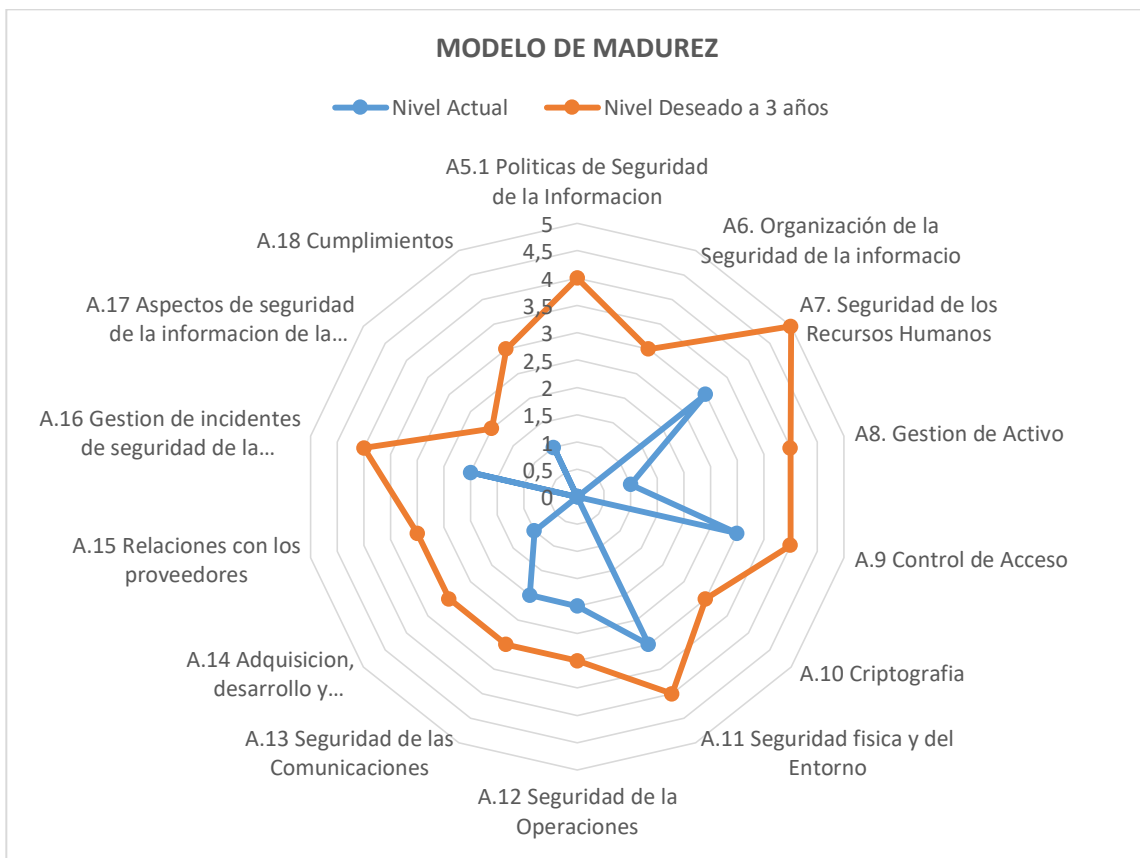 MODELO DE MADUREZ
Nivel Actual
Nivel Deseado a 3 años
A5.1 Politicas de Seguridad
de la Informacion
A6. Organización de la
Seguridad de la informacio
A7. Seguridad de los
Recursos Humanos
A8. Gestion de Activo
A.9 Control de Acceso
A.10 Criptografia
A.11 Seguridad fisica y del
Entorno
A.12 Seguridad de la
Operaciones
A.13 Seguridad de las
Comunicaciones
A.14 Adquisicion,
desarrollo y...
A.15 Relaciones con los
proveedores
A.16 Gestion de incidentes
de seguridad de la...
A.17 Aspectos de seguridad
de la informacion de la...
A.18 Cumplimientos
5
4,5
4
3,5
3
2,5
2
1,5
1
0,5
0